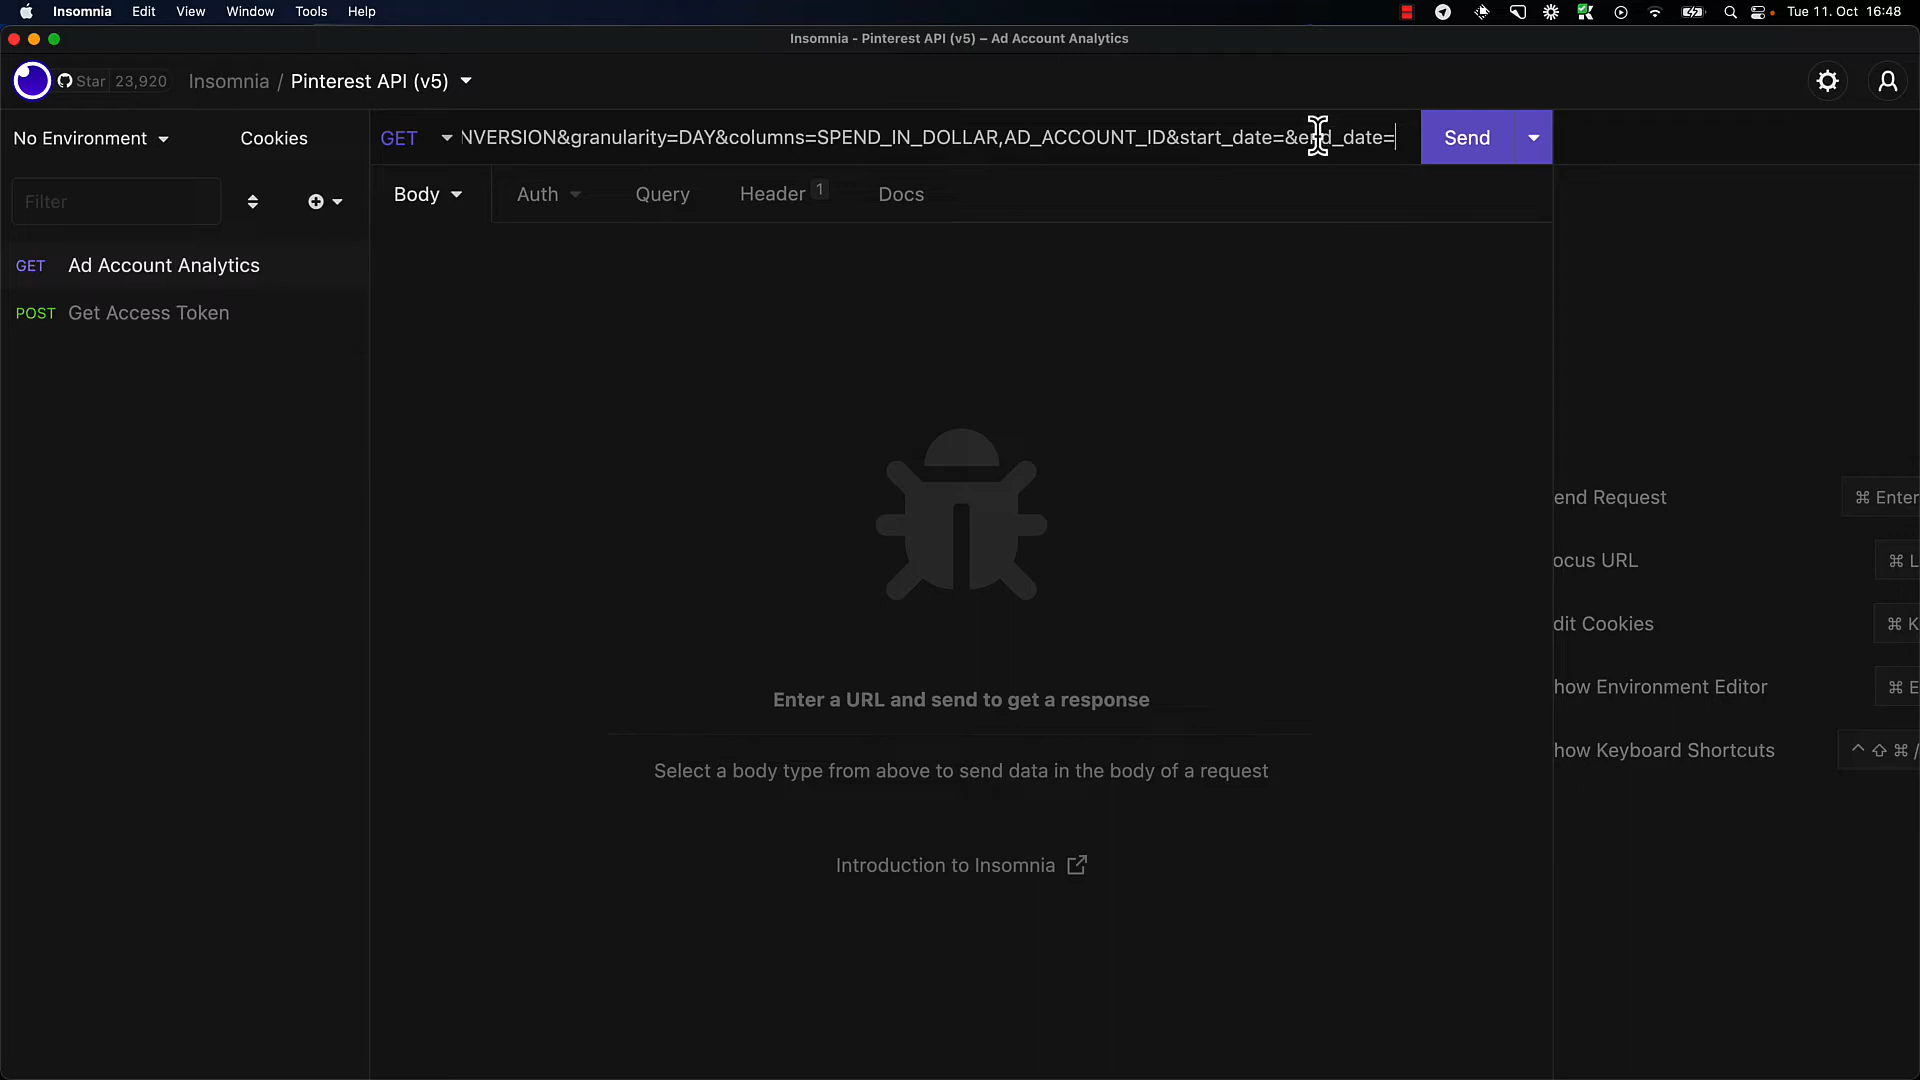 Insomnia Edit View Window Tools Help Tue 11. Oct 16:48
Insomnia - Pinterest API (v5) – Ad Account Analytics
Star 23,920 Insomnia / Pinterest API (v5)
No Environment Cookies GET NVERSION&granularity=DAY&columns=SPEND_IN_DOLLAR,AD_ACCOUNT_ID&start_date=&end_date= Send
Filter Body Auth Query Header 1 Docs
GET Ad Account Analytics
POST Get Access Token
end Request ⌘ Enter
ocus URL ⌘ L
dit Cookies ⌘ K
how Environment Editor ⌘ E
how Keyboard Shortcuts ^ ⇧ ⌘ /
Enter a URL and send to get a response
Select a body type from above to send data in the body of a request
Introduction to Insomnia